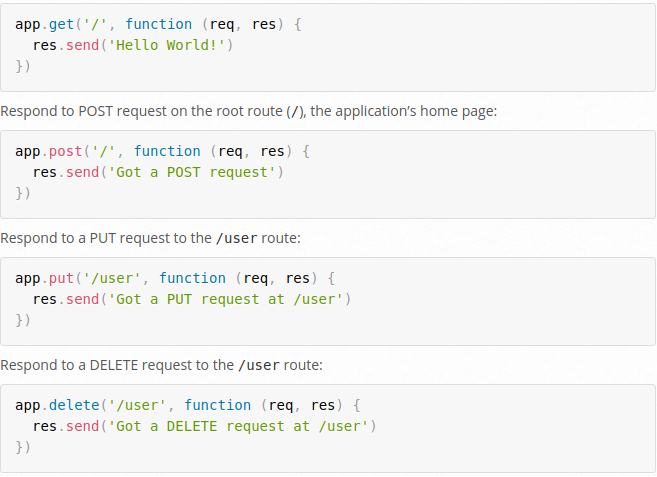 app.get('/', function (req, res) {
  res.send('Hello World!')
})
Respond to POST request on the root route (/), the application’s home page:
app.post('/', function (req, res) {
  res.send('Got a POST request')
})
Respond to a PUT request to the /user route:
app.put('/user', function (req, res) {
  res.send('Got a PUT request at /user')
})
Respond to a DELETE request to the /user route:
app.delete('/user', function (req, res) {
  res.send('Got a DELETE request at /user')
})